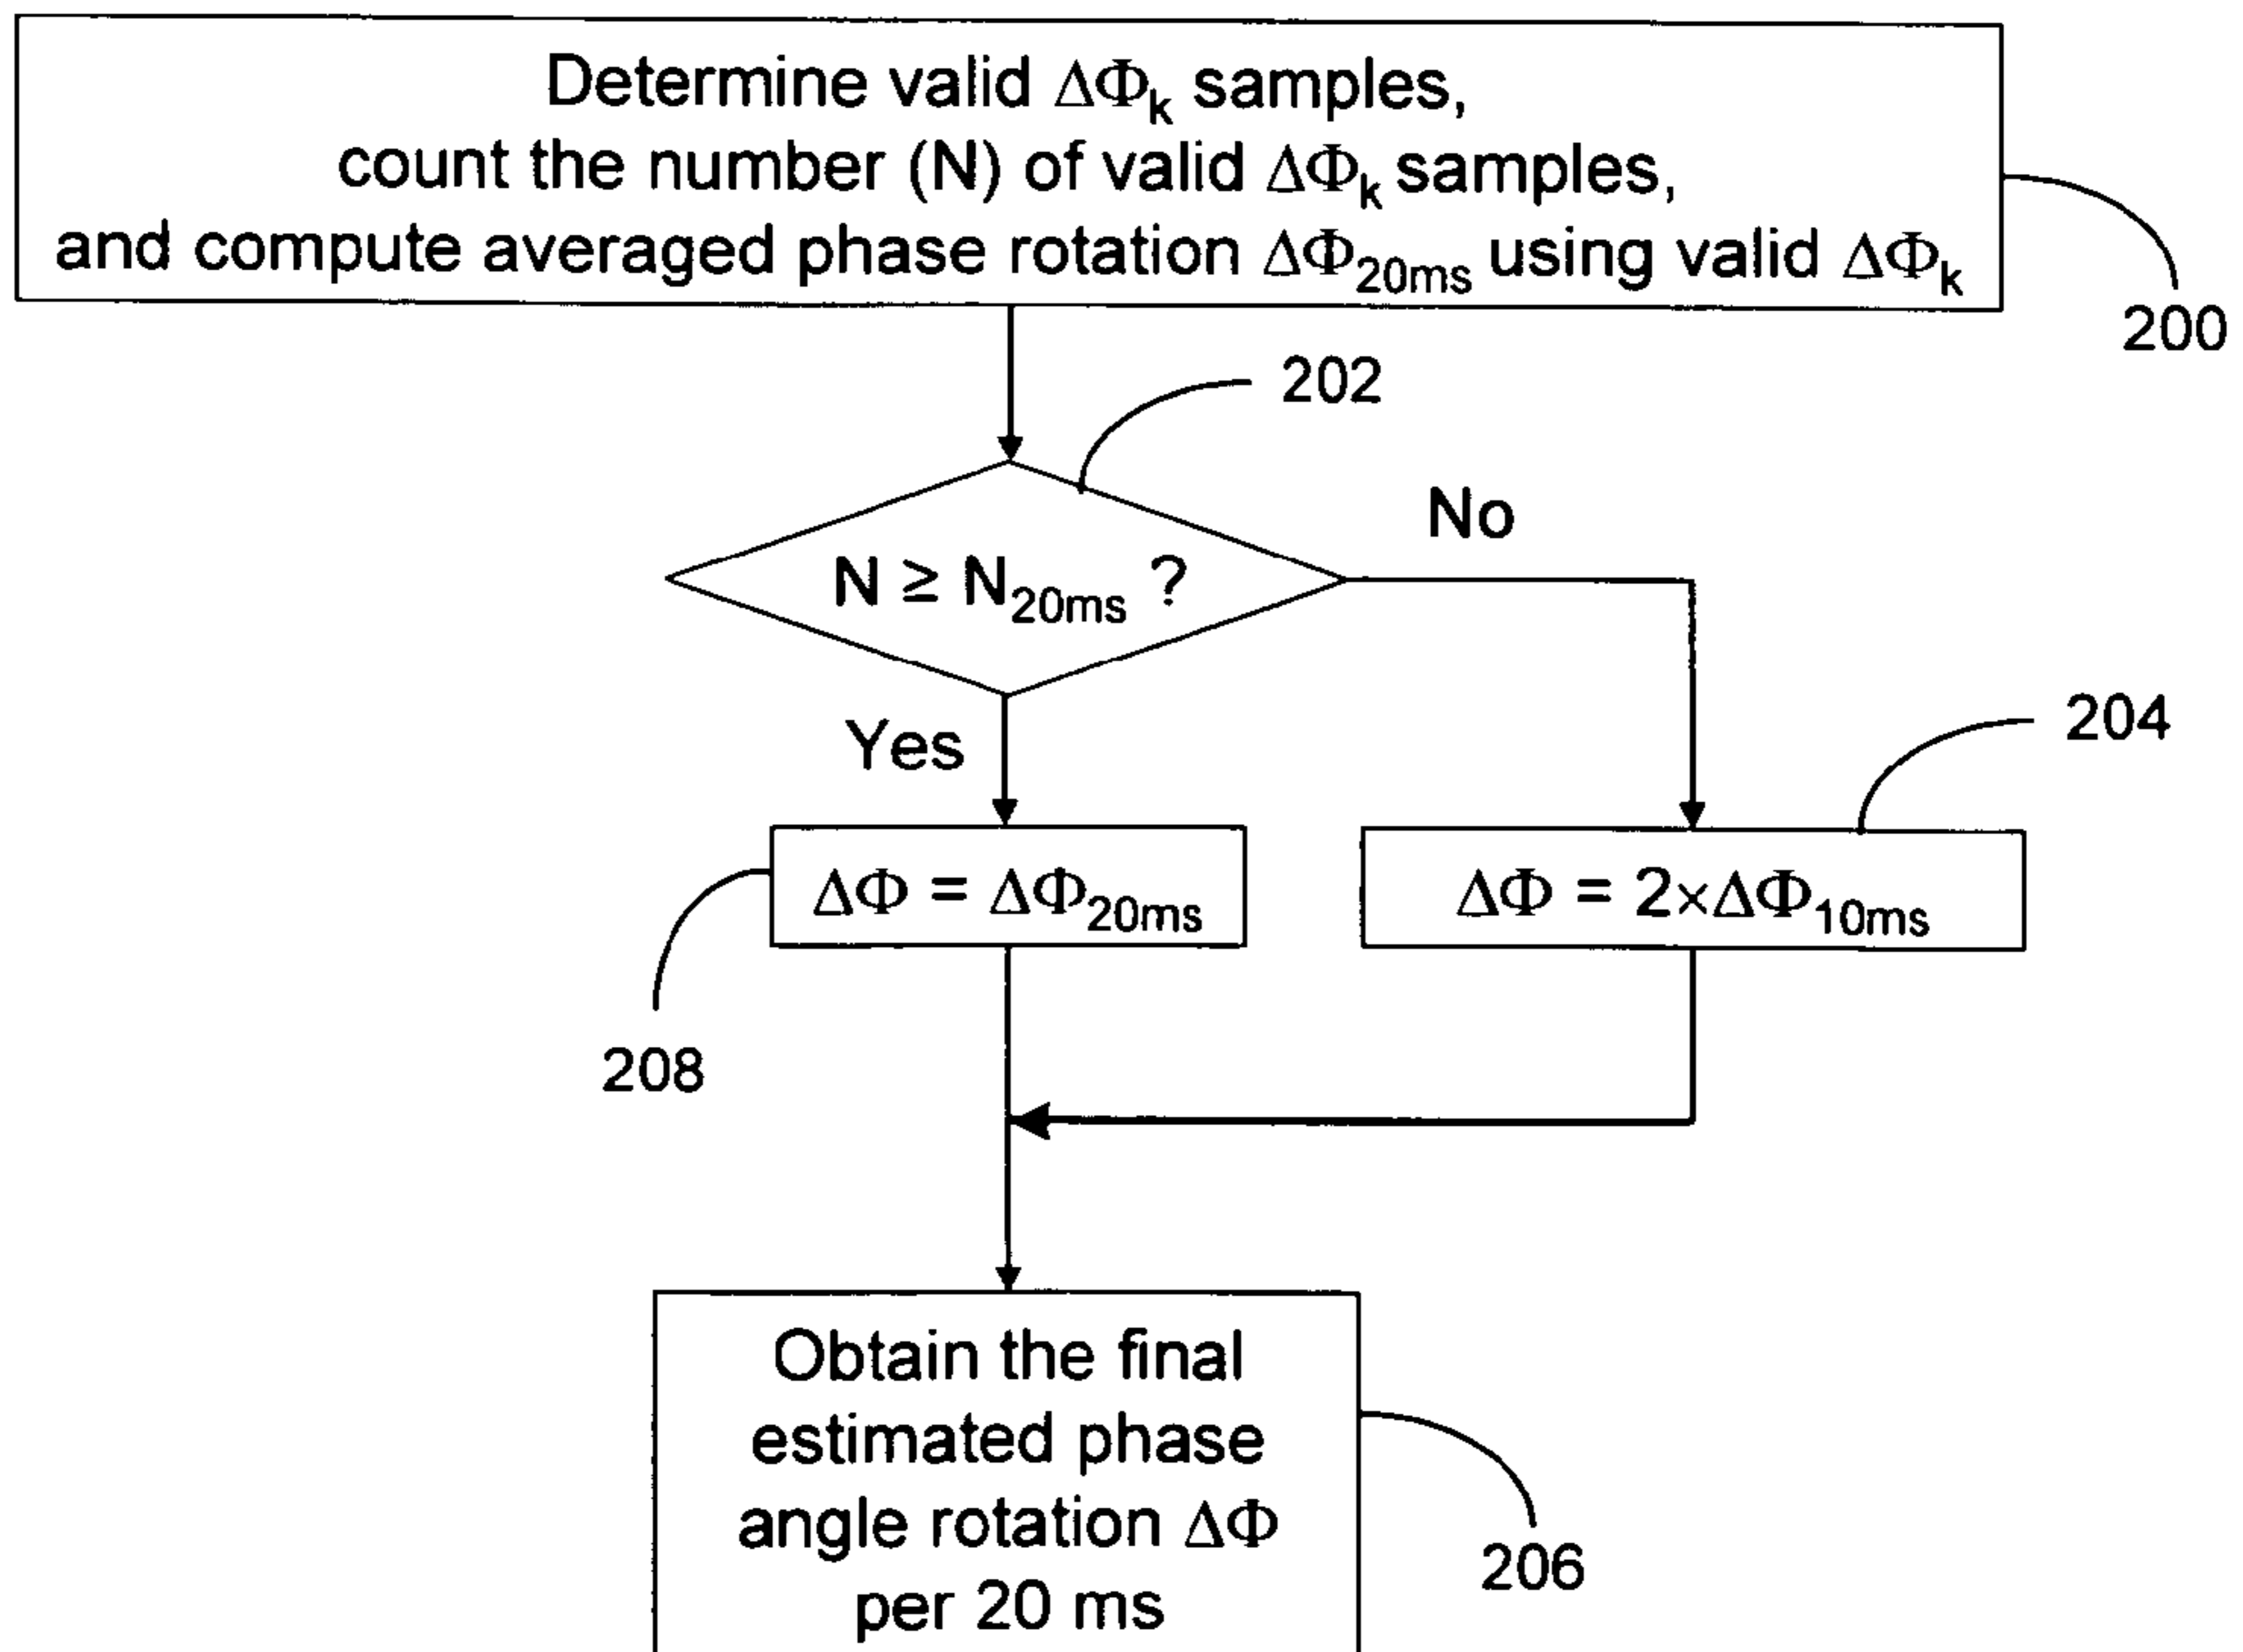 Determine valid ΔΦk samples,
count the number (N) of valid ΔΦk samples,
and compute averaged phase rotation ΔΦ20ms using valid ΔΦk
200
202
No
N ≥ N20ms ?
204
Yes
ΔΦ = ΔΦ20ms
ΔΦ = 2×ΔΦ10ms
208
Obtain the final
estimated phase
angle rotation ΔΦ
per 20 ms
206